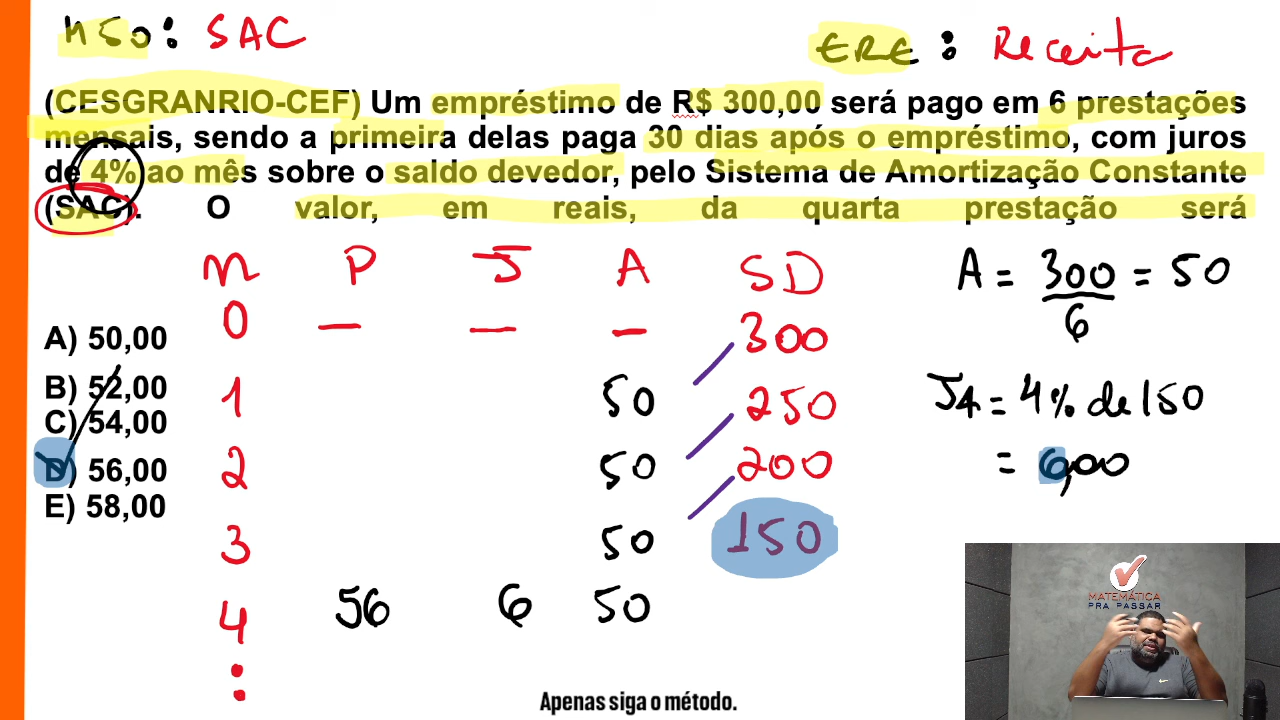 M50: SAC
ERE: Receita
(CESGRANRIO-CEF) Um empréstimo de R$ 300,00 será pago em 6 prestações
mensais, sendo a primeira delas paga 30 dias após o empréstimo, com juros
de 4% ao mês sobre o saldo devedor, pelo Sistema de Amortização Constante
(SAC). O valor, em reais, da quarta prestação será
A) 50,00
B) 52,00
C) 54,00
D) 56,00
E) 58,00
n P J A SD
0 — — — 300
1 50 250
2 50 200
3 50 150
4 56 6 50
:
A = 300/6 = 50
J4 = 4% de 150
= 6,00
MATEMÁTICA
PRA PASSAR
Apenas siga o método.